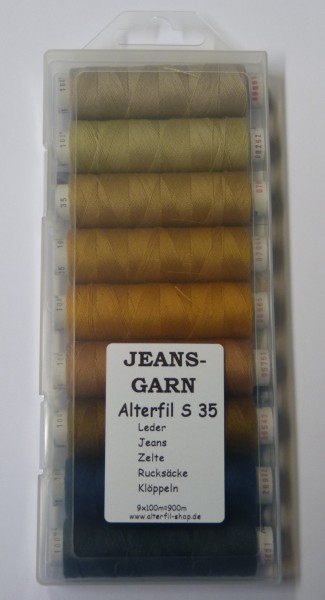 JEANS-
GARN
Alterfil S 35
Leder
Jeans
Zelte
Rucksäcke
Klöppeln
9x100m=900m
www.alterfil-shop.de